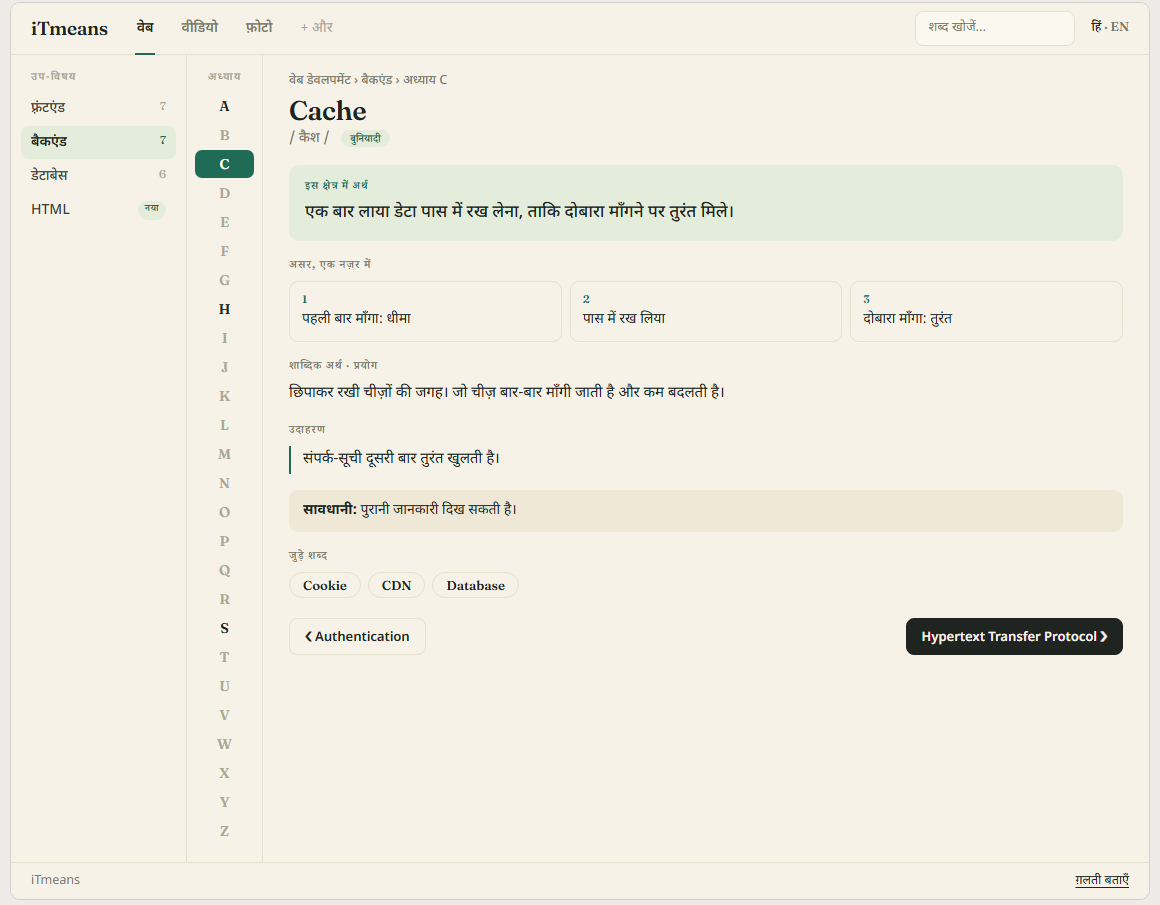 iTmeans वेब वीडियो फ़ोटो + और शब्द खोजें... हिं · EN
उप-विषय
फ़्रंटएंड 7
बैकएंड 7
डेटाबेस 6
HTML नया
अध्याय
A
B
C
D
E
F
G
H
I
J
K
L
M
N
O
P
Q
R
S
T
U
V
W
X
Y
Z
वेब डेवलपमेंट › बैकएंड › अध्याय C
Cache
/ कैश / बुनियादी
इस क्षेत्र में अर्थ
एक बार लाया डेटा पास में रख लेना, ताकि दोबारा माँगने पर तुरंत मिले।
असर, एक नज़र में
1
पहली बार माँगा: धीमा
2
पास में रख लिया
3
दोबारा माँगा: तुरंत
शाब्दिक अर्थ · प्रयोग
छिपाकर रखी चीज़ों की जगह। जो चीज़ बार-बार माँगी जाती है और कम बदलती है।
उदाहरण
संपर्क-सूची दूसरी बार तुरंत खुलती है।
सावधानी: पुरानी जानकारी दिख सकती है।
जुड़े शब्द
Cookie CDN Database
❮ Authentication Hypertext Transfer Protocol ❯
iTmeans ग़लती बताएँ